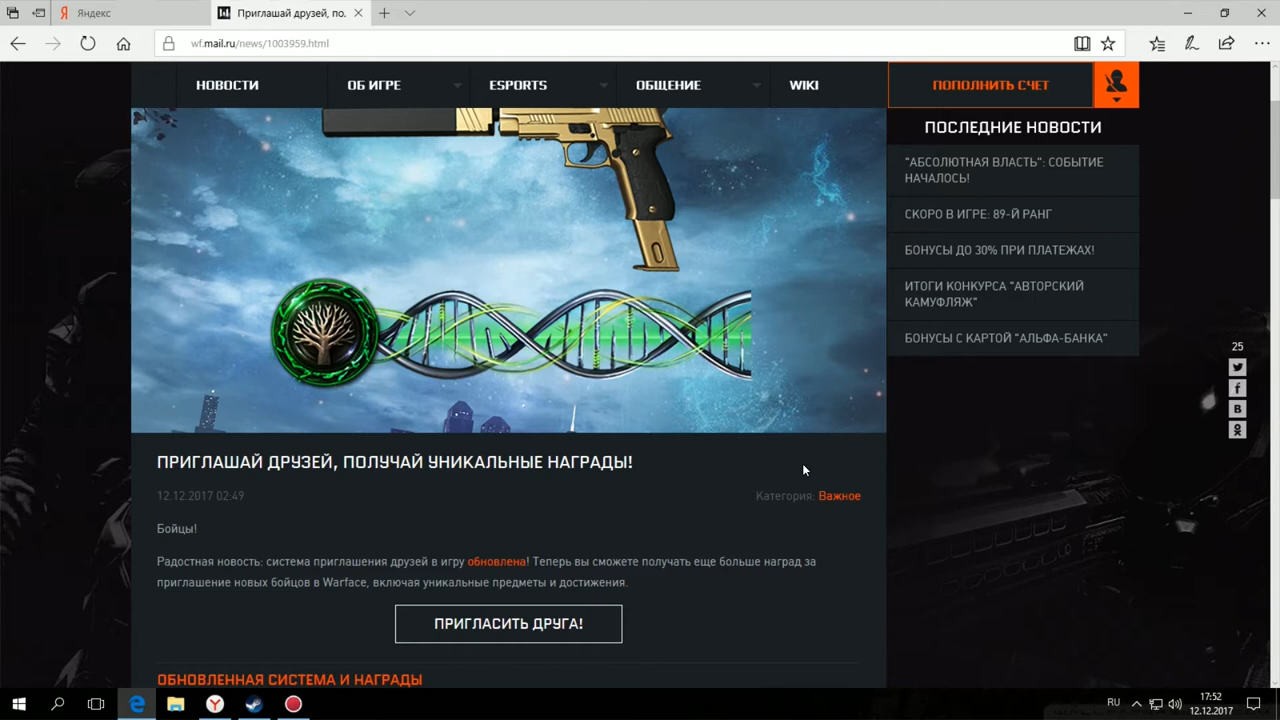 Яндекс
Приглашай друзей, по.
wf.mail.ru/news/1003959.html
НОВОСТИ
ОБ ИГРЕ
ESPORTS
ОБЩЕНИЕ
WIKI
ПОПОЛНИТЬ СЧЕТ
ПОСЛЕДНИЕ НОВОСТИ
"АБСОЛЮТНАЯ ВЛАСТЬ": СОБЫТИЕ
НАЧАЛОСЬ!
СКОРО В ИГРЕ: 89-Й РАНГ
БОНУСЫ ДО 30% ПРИ ПЛАТЕЖАХ!
ИТОГИ КОНКУРСА "АВТОРСКИЙ
КАМУФЛЯЖ"
БОНУСЫ С КАРТОЙ "АЛЬФА-БАНКА"
25
ПРИГЛАШАЙ ДРУЗЕЙ, ПОЛУЧАЙ УНИКАЛЬНЫЕ НАГРАДЫ!
12.12.2017 02:49
Категория: Важное
Бойцы!
Радостная новость: система приглашения друзей в игру обновлена! Теперь вы сможете получать еще больше наград за
приглашение новых бойцов в Warface, включая уникальные предметы и достижения.
ПРИГЛАСИТЬ ДРУГА!
ОБНОВЛЕННАЯ СИСТЕМА И НАГРАДЫ
RU
17:52
12.12.2017